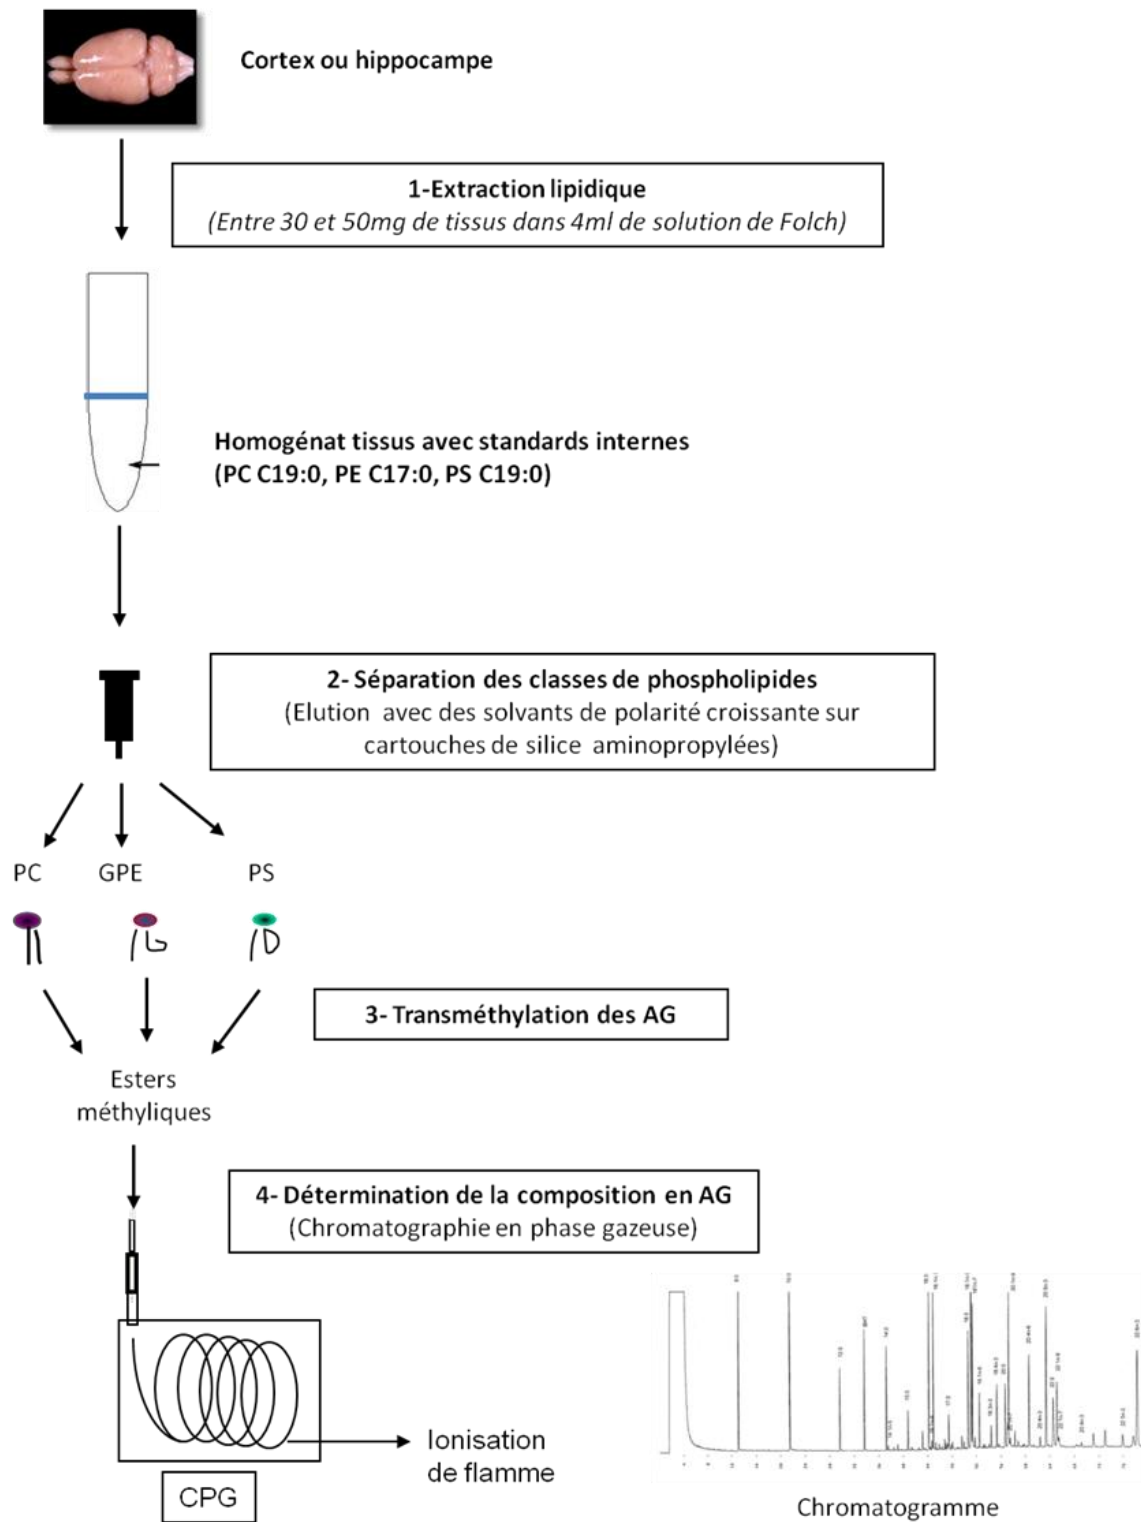 Cortex ou hippocampe
1-Extraction lipidique
(Entre 30 et 50mg de tissus dans 4ml de solution de Folch)
Homogénat tissus avec standards internes
(PC C19:0, PE C17:0, PS C19:0)
2- Séparation des classes de phospholipides
(Elution avec des solvants de polarité croissante sur
cartouches de silice aminopropylées)
PC GPE PS
3- Transméthylation des AG
Esters
méthyliques
4- Détermination de la composition en AG
(Chromatographie en phase gazeuse)
Ionisation
de flamme
CPG
Chromatogramme